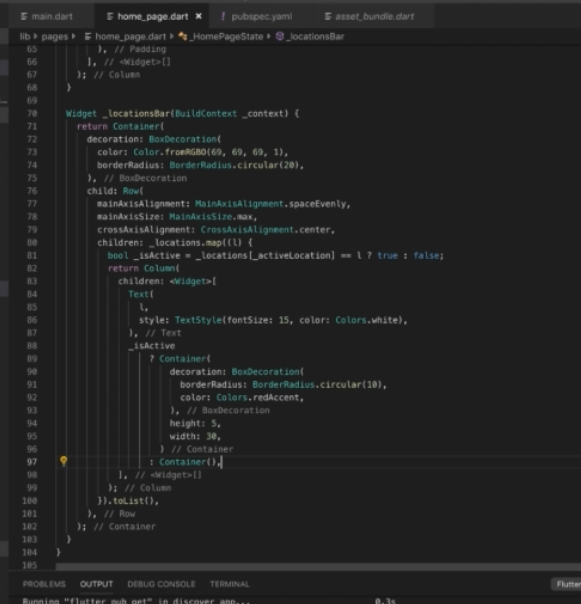 main.dart
home_page.dart ×
! pubspec.yaml
asset_bundle.dart
lib › pages › home_page.dart › _HomePageState › _locationsBar
65 ), // Padding
66 ], // <Widget>[]
67 ); // Column
68 }
69
70 Widget _locationsBar(BuildContext _context) {
71 return Container(
72 decoration: BoxDecoration(
73 color: Color.fromRGBO(69, 69, 69, 1),
74 borderRadius: BorderRadius.circular(20),
75 ), // BoxDecoration
76 child: Row(
77 mainAxisAlignment: MainAxisAlignment.spaceEvenly,
78 mainAxisSize: MainAxisSize.max,
79 crossAxisAlignment: CrossAxisAlignment.center,
80 children: _locations.map((l) {
81 bool _isActive = _locations[_activeLocation] == l ? true : false;
82 return Column(
83 children: <Widget>[
84 Text(
85 l,
86 style: TextStyle(fontSize: 15, color: Colors.white),
87 ), // Text
88 _isActive
89 ? Container(
90 decoration: BoxDecoration(
91 borderRadius: BorderRadius.circular(10),
92 color: Colors.redAccent,
93 ), // BoxDecoration
94 height: 5,
95 width: 30,
96 ) // Container
97 : Container(),
98 ], // <Widget>[]
99 ); // Column
100 }).toList(),
101 ), // Row
102 ); // Container
103 }
104 }
105
PROBLEMS OUTPUT DEBUG CONSOLE TERMINAL Flutter
Running "flutter pub get" in discover_app... 0.3s